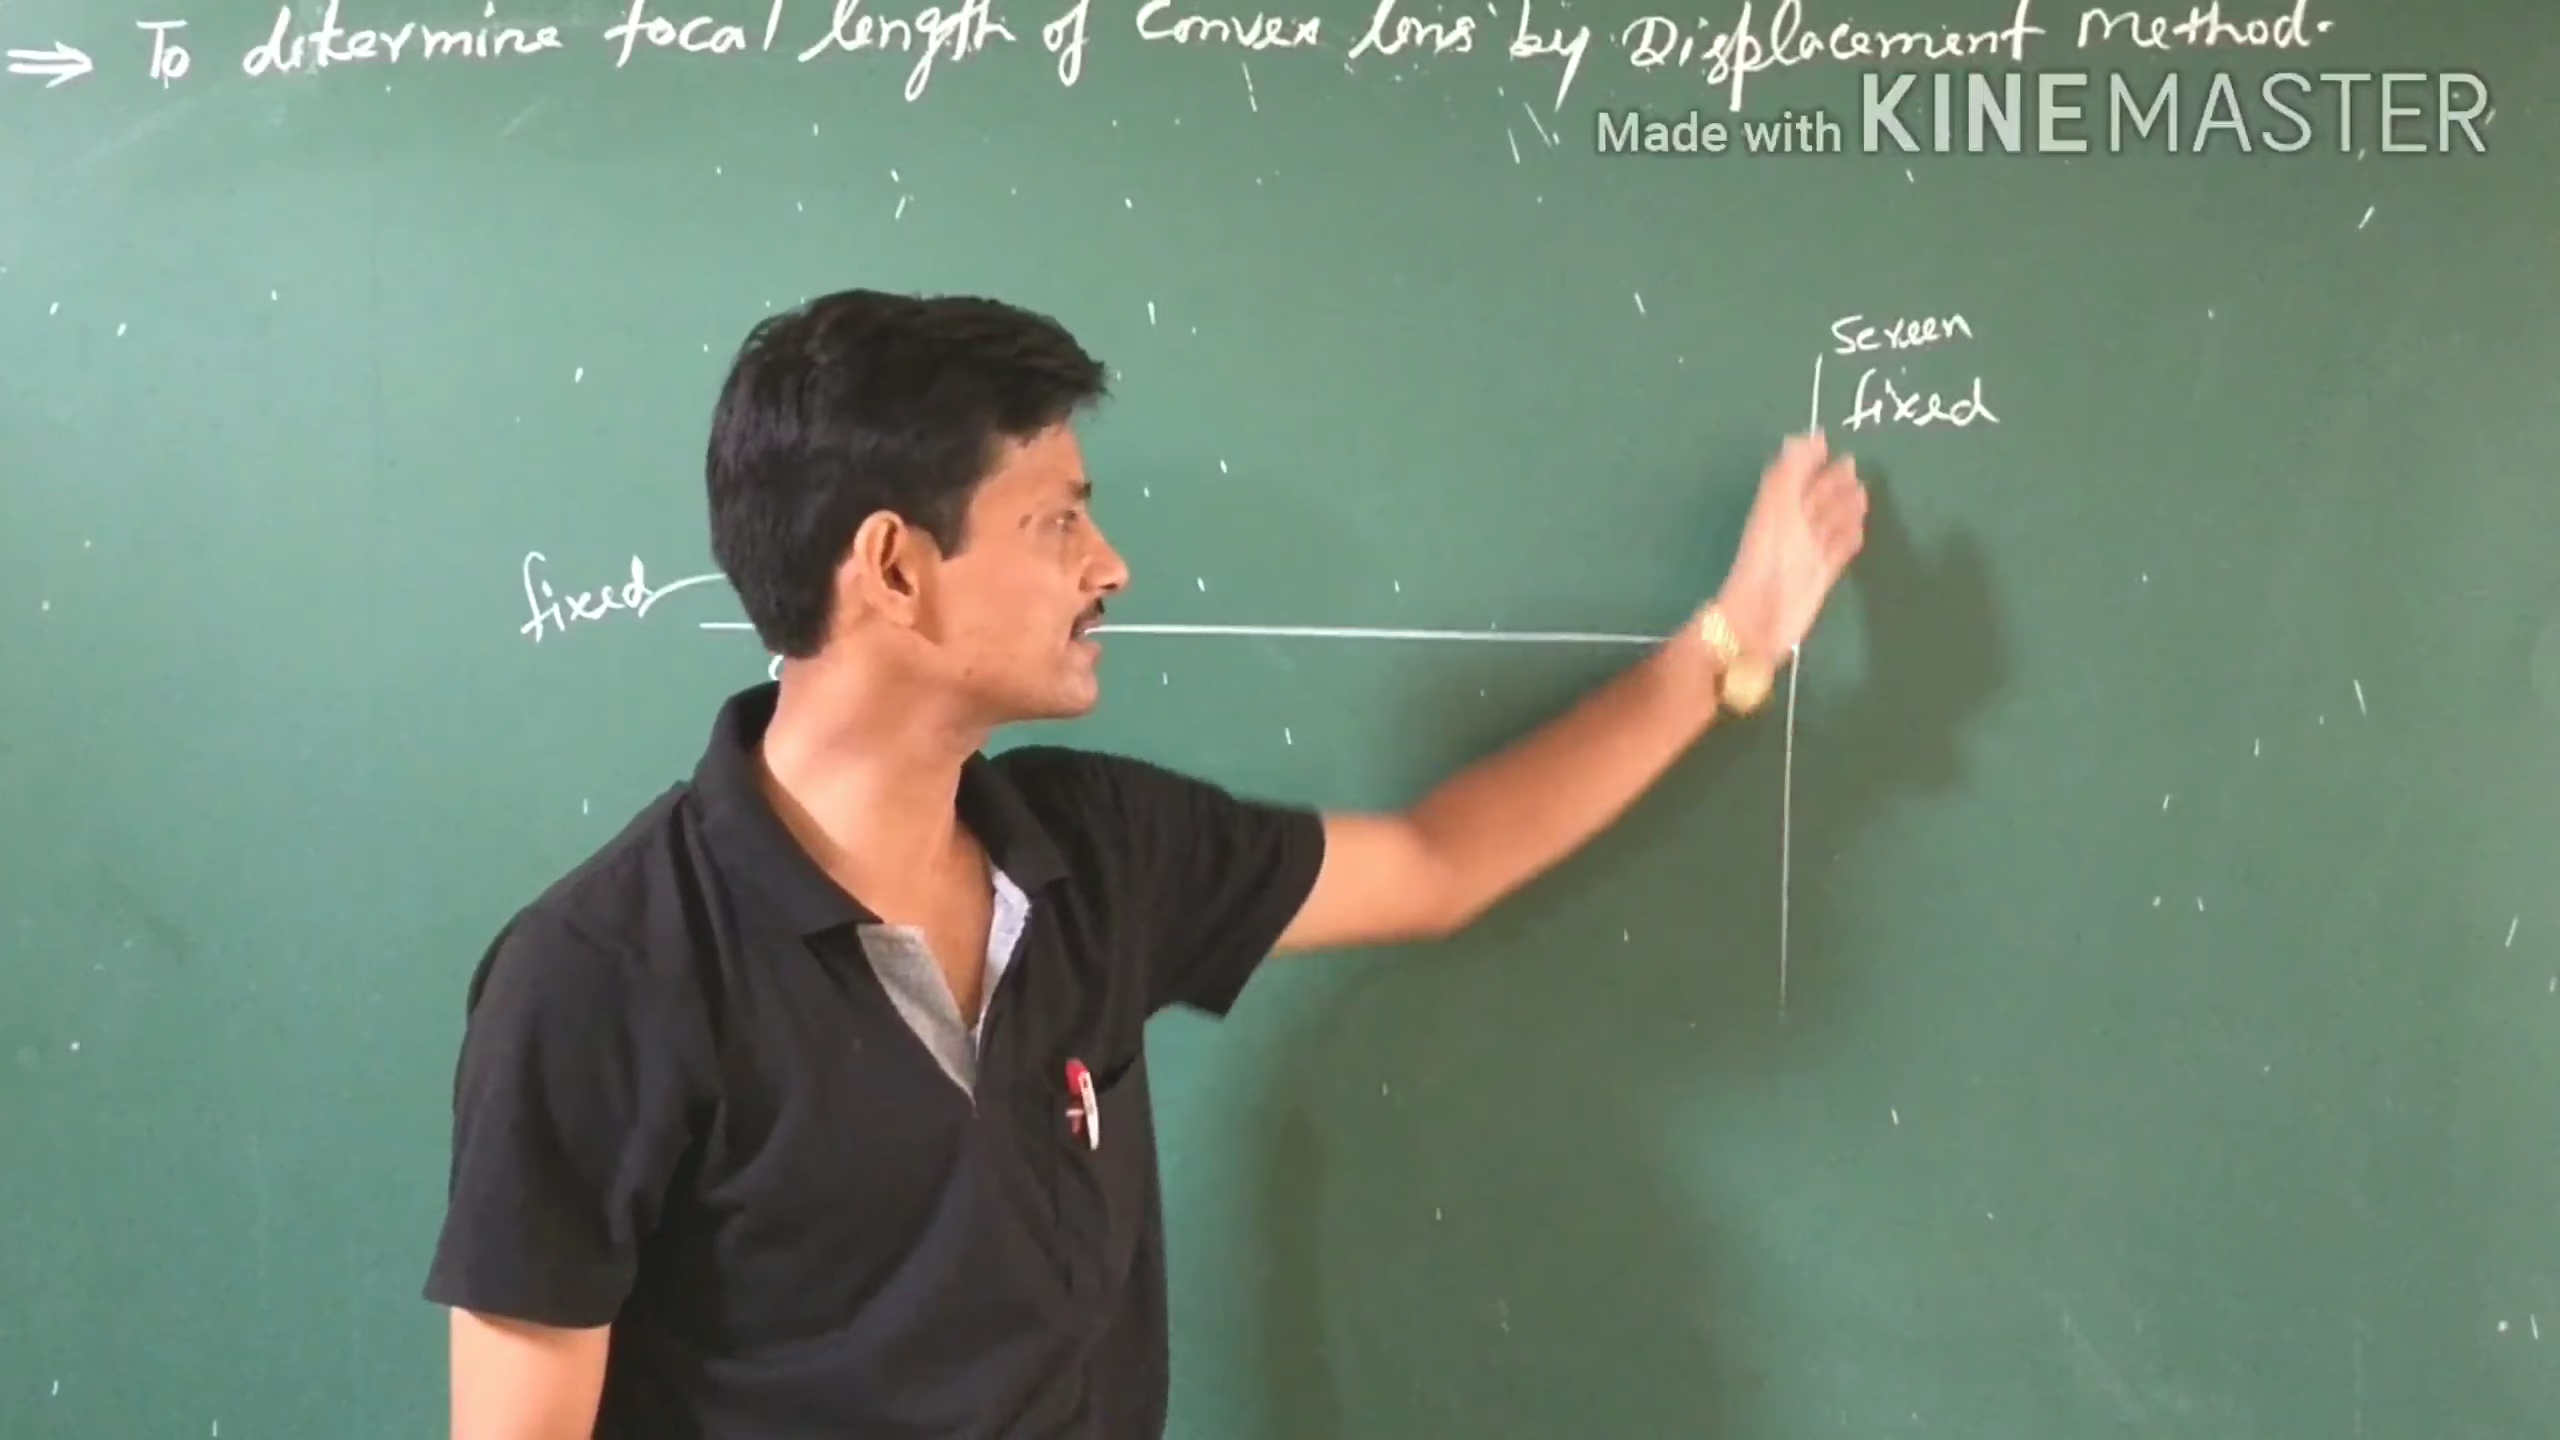 ⇒ To determine focal length of Convex lens by Displacement Method.
Made with KINEMASTER
Screen
fixed
fixed